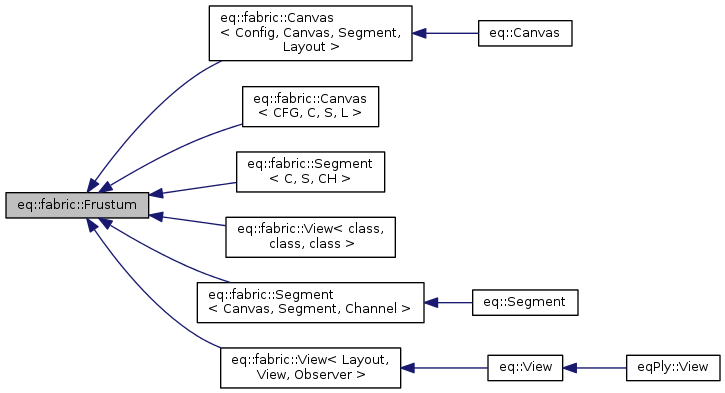 eq::fabric::Canvas
< Config, Canvas, Segment,
Layout >
eq::Canvas
eq::fabric::Canvas
< CFG, C, S, L >
eq::fabric::Segment
< C, S, CH >
eq::fabric::Frustum
eq::fabric::View< class,
class, class >
eq::fabric::Segment
< Canvas, Segment, Channel >
eq::Segment
eq::fabric::View< Layout,
View, Observer >
eq::View
eqPly::View